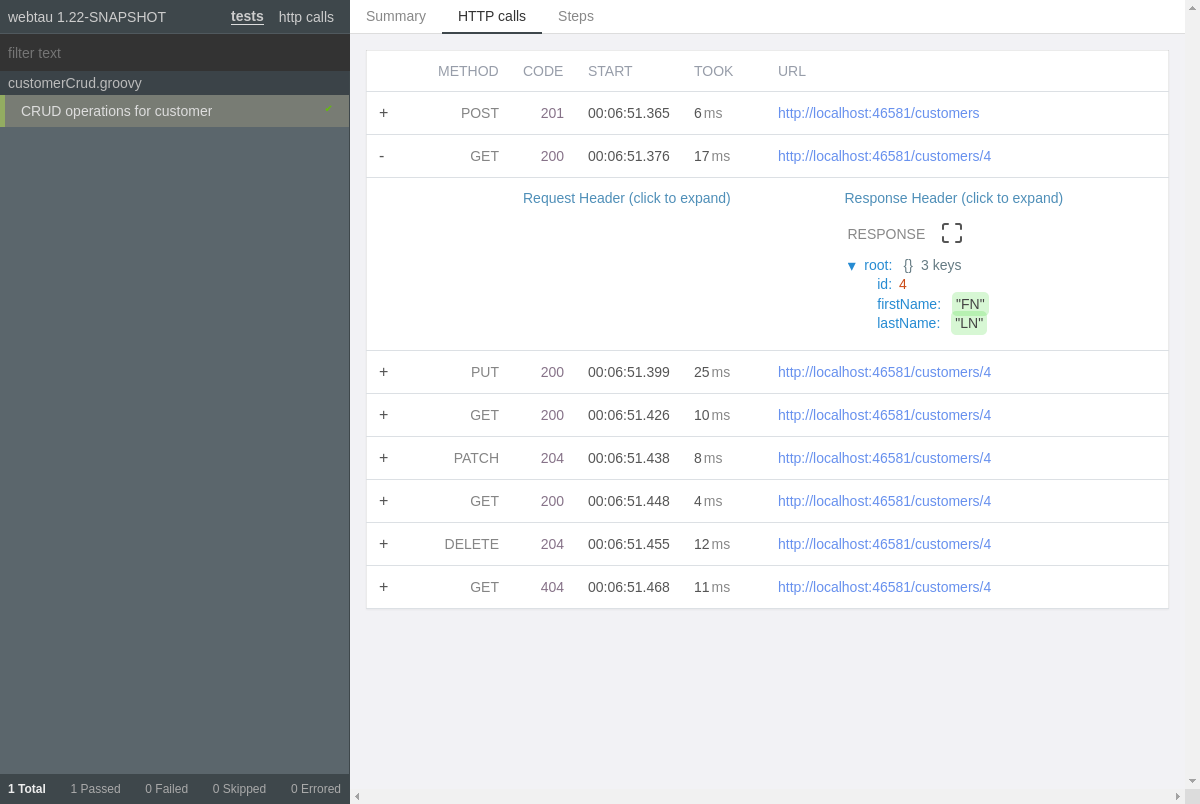 webtau 1.22-SNAPSHOT tests http calls
filter text
customerCrud.groovy
CRUD operations for customer
1 Total 1 Passed 0 Failed 0 Skipped 0 Errored
Summary HTTP calls Steps
METHOD CODE START TOOK URL
+ POST 201 00:06:51.365 6 ms http://localhost:46581/customers
- GET 200 00:06:51.376 17 ms http://localhost:46581/customers/4
Request Header (click to expand) Response Header (click to expand)
RESPONSE
▼ root: {} 3 keys
id: 4
firstName: "FN"
lastName: "LN"
+ PUT 200 00:06:51.399 25 ms http://localhost:46581/customers/4
+ GET 200 00:06:51.426 10 ms http://localhost:46581/customers/4
+ PATCH 204 00:06:51.438 8 ms http://localhost:46581/customers/4
+ GET 200 00:06:51.448 4 ms http://localhost:46581/customers/4
+ DELETE 204 00:06:51.455 12 ms http://localhost:46581/customers/4
+ GET 404 00:06:51.468 11 ms http://localhost:46581/customers/4